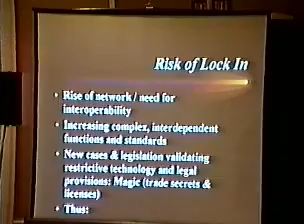 Risk of Lock In
• Rise of network / need for
interoperability
• Increasing complex, interdependent
functions and standards
• New cases & legislation validating
restrictive technology and legal
provisions: Magic (trade secrets &
licenses)
• Thus: